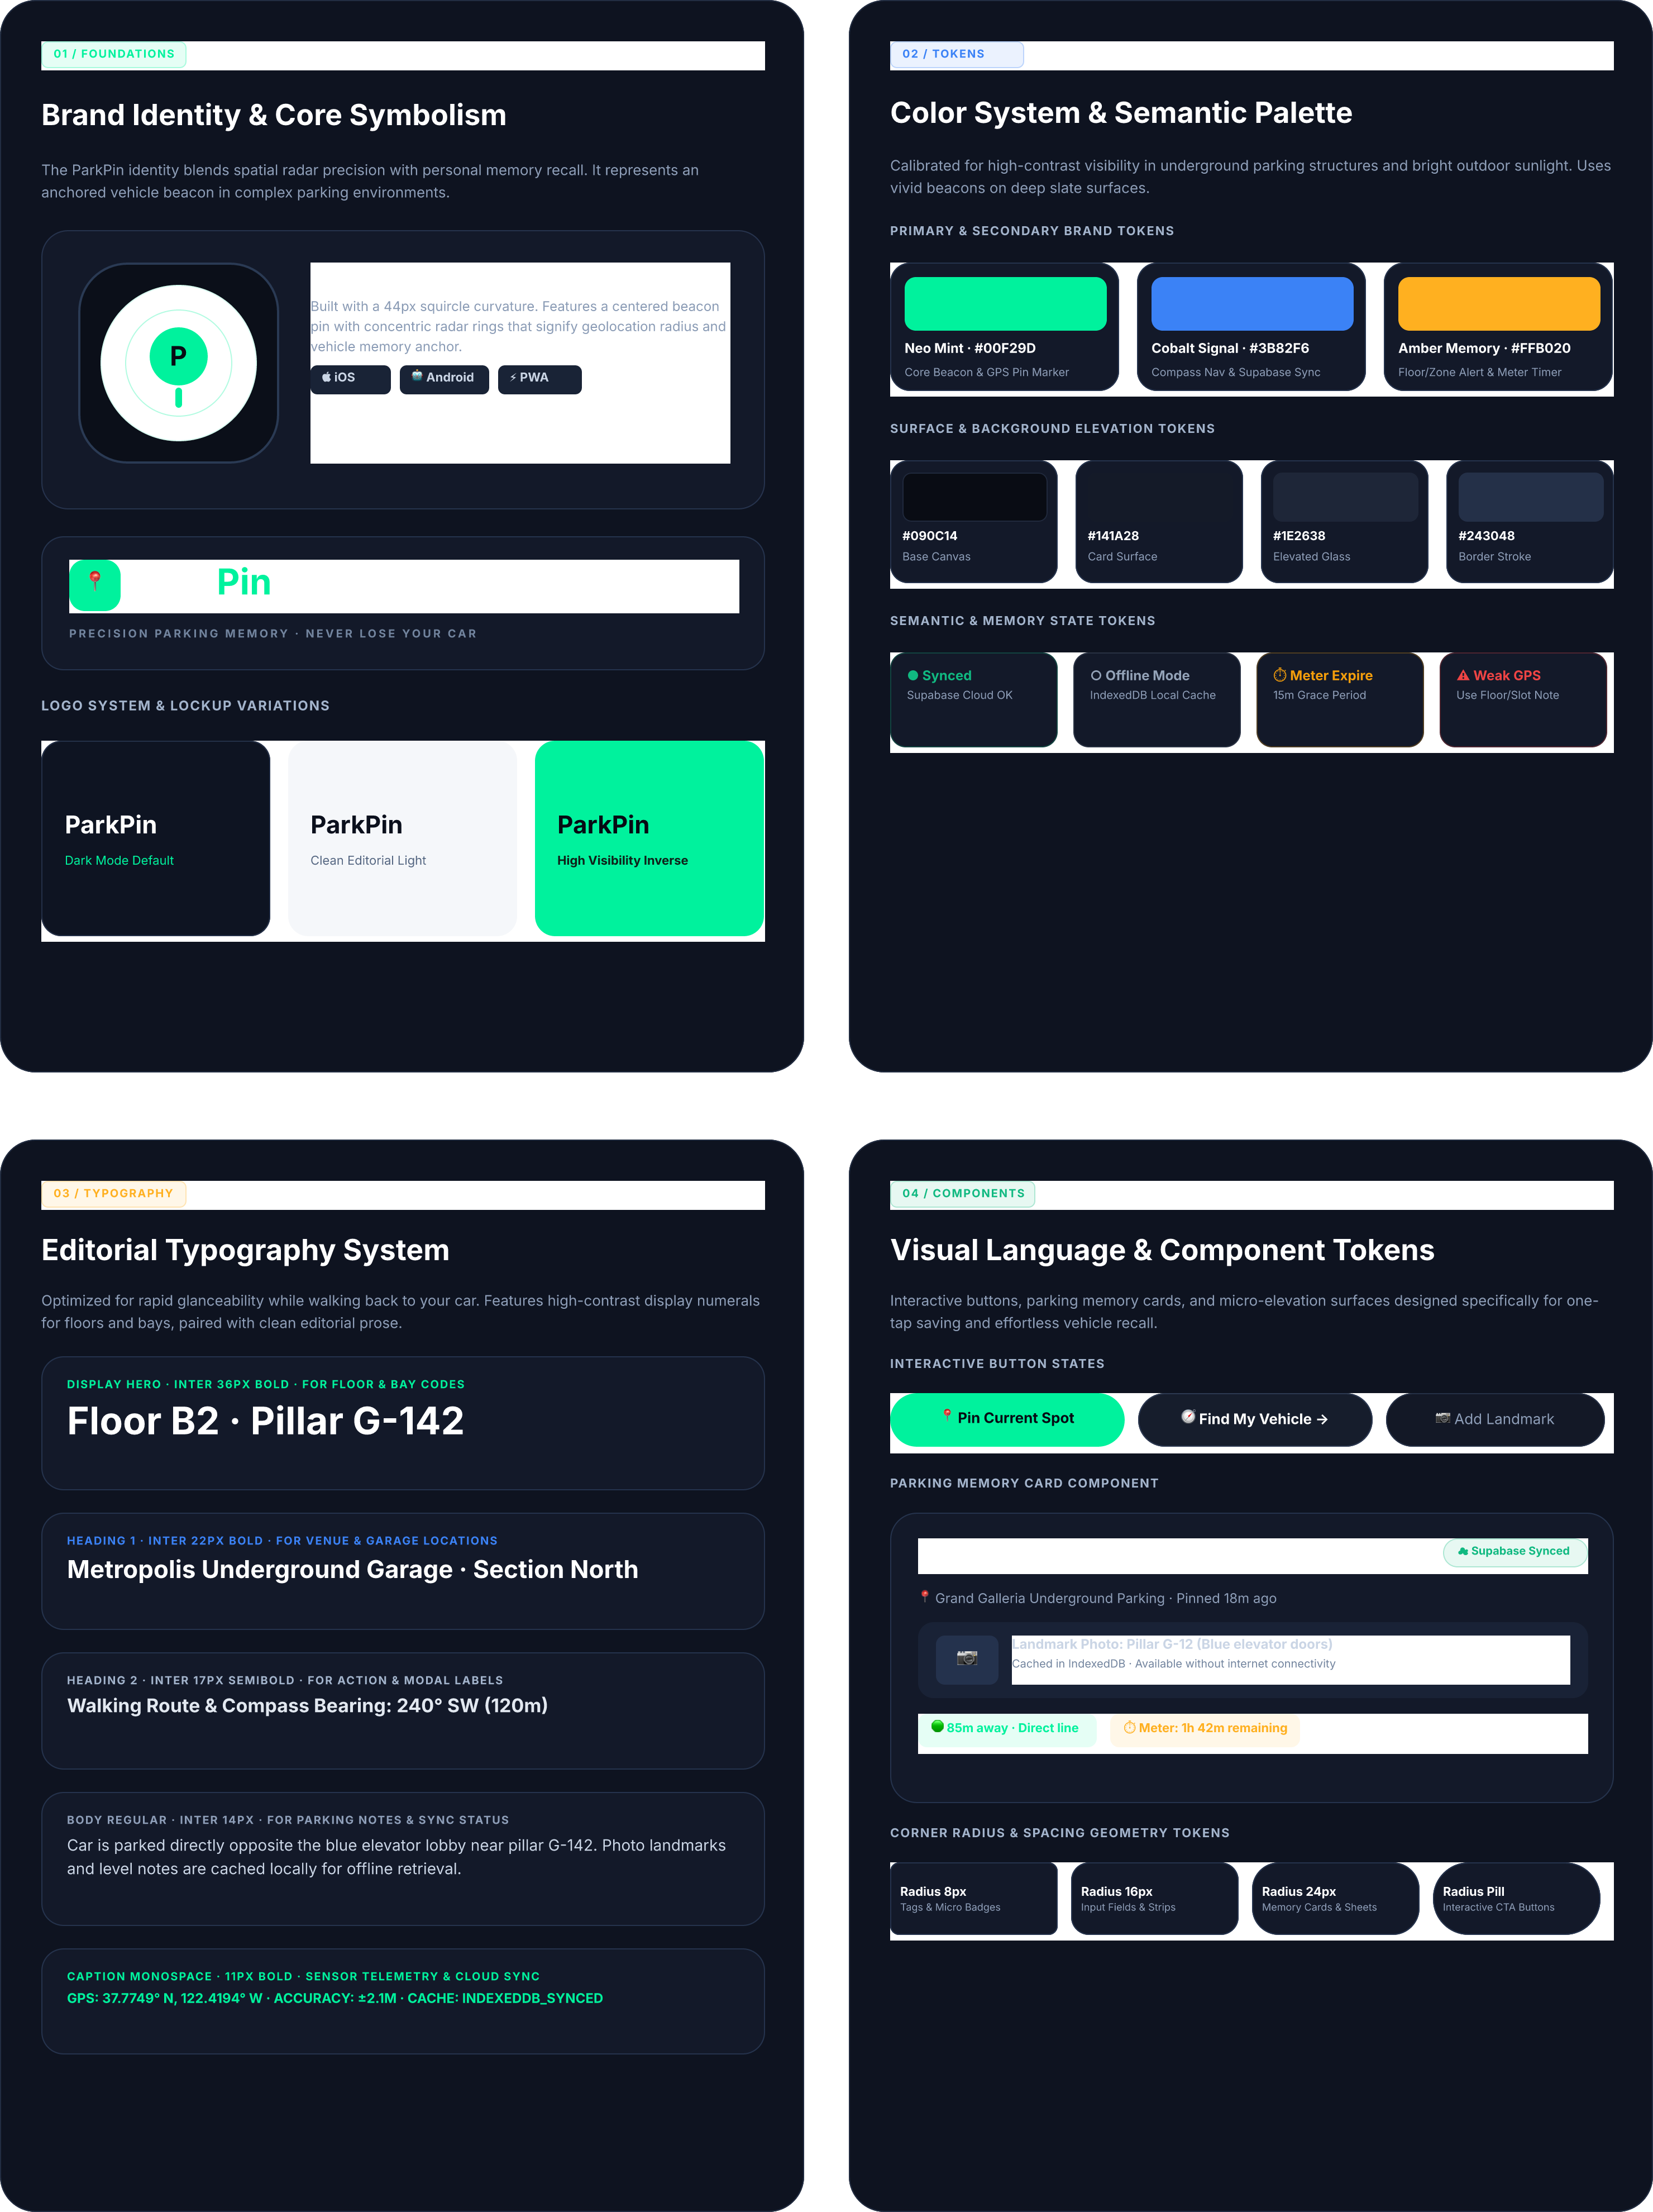 01 / FOUNDATIONS
Brand Identity & Core Symbolism
The ParkPin identity blends spatial radar precision with personal memory recall. It represents an
anchored vehicle beacon in complex parking environments.
P
Built with a 44px squircle curvature. Features a centered beacon
pin with concentric radar rings that signify geolocation radius and
vehicle memory anchor.
iOS
🤖 Android
⚡ PWA
📍 Pin
PRECISION PARKING MEMORY · NEVER LOSE YOUR CAR
LOGO SYSTEM & LOCKUP VARIATIONS
ParkPin
Dark Mode Default
ParkPin
Clean Editorial Light
ParkPin
High Visibility Inverse
02 / TOKENS
Color System & Semantic Palette
Calibrated for high-contrast visibility in underground parking structures and bright outdoor sunlight. Uses
vivid beacons on deep slate surfaces.
PRIMARY & SECONDARY BRAND TOKENS
Neo Mint · #00F29D
Core Beacon & GPS Pin Marker
Cobalt Signal · #3B82F6
Compass Nav & Supabase Sync
Amber Memory · #FFB020
Floor/Zone Alert & Meter Timer
SURFACE & BACKGROUND ELEVATION TOKENS
#090C14
Base Canvas
#141A28
Card Surface
#1E2638
Elevated Glass
#243048
Border Stroke
SEMANTIC & MEMORY STATE TOKENS
● Synced
Supabase Cloud OK
○ Offline Mode
IndexedDB Local Cache
⏱ Meter Expire
15m Grace Period
⚠ Weak GPS
Use Floor/Slot Note
03 / TYPOGRAPHY
Editorial Typography System
Optimized for rapid glanceability while walking back to your car. Features high-contrast display numerals
for floors and bays, paired with clean editorial prose.
DISPLAY HERO · INTER 36PX BOLD · FOR FLOOR & BAY CODES
Floor B2 · Pillar G-142
HEADING 1 · INTER 22PX BOLD · FOR VENUE & GARAGE LOCATIONS
Metropolis Underground Garage · Section North
HEADING 2 · INTER 17PX SEMIBOLD · FOR ACTION & MODAL LABELS
Walking Route & Compass Bearing: 240° SW (120m)
BODY REGULAR · INTER 14PX · FOR PARKING NOTES & SYNC STATUS
Car is parked directly opposite the blue elevator lobby near pillar G-142. Photo landmarks
and level notes are cached locally for offline retrieval.
CAPTION MONOSPACE · 11PX BOLD · SENSOR TELEMETRY & CLOUD SYNC
GPS: 37.7749° N, 122.4194° W · ACCURACY: ±2.1M · CACHE: INDEXEDDB_SYNCED
04 / COMPONENTS
Visual Language & Component Tokens
Interactive buttons, parking memory cards, and micro-elevation surfaces designed specifically for one-
tap saving and effortless vehicle recall.
INTERACTIVE BUTTON STATES
📍 Pin Current Spot
🧭 Find My Vehicle →
📷 Add Landmark
PARKING MEMORY CARD COMPONENT
☁ Supabase Synced
📍 Grand Galleria Underground Parking · Pinned 18m ago
📷 Landmark Photo: Pillar G-12 (Blue elevator doors)
Cached in IndexedDB · Available without internet connectivity
🟢 85m away · Direct line
⏱ Meter: 1h 42m remaining
CORNER RADIUS & SPACING GEOMETRY TOKENS
Radius 8px
Tags & Micro Badges
Radius 16px
Input Fields & Strips
Radius 24px
Memory Cards & Sheets
Radius Pill
Interactive CTA Buttons